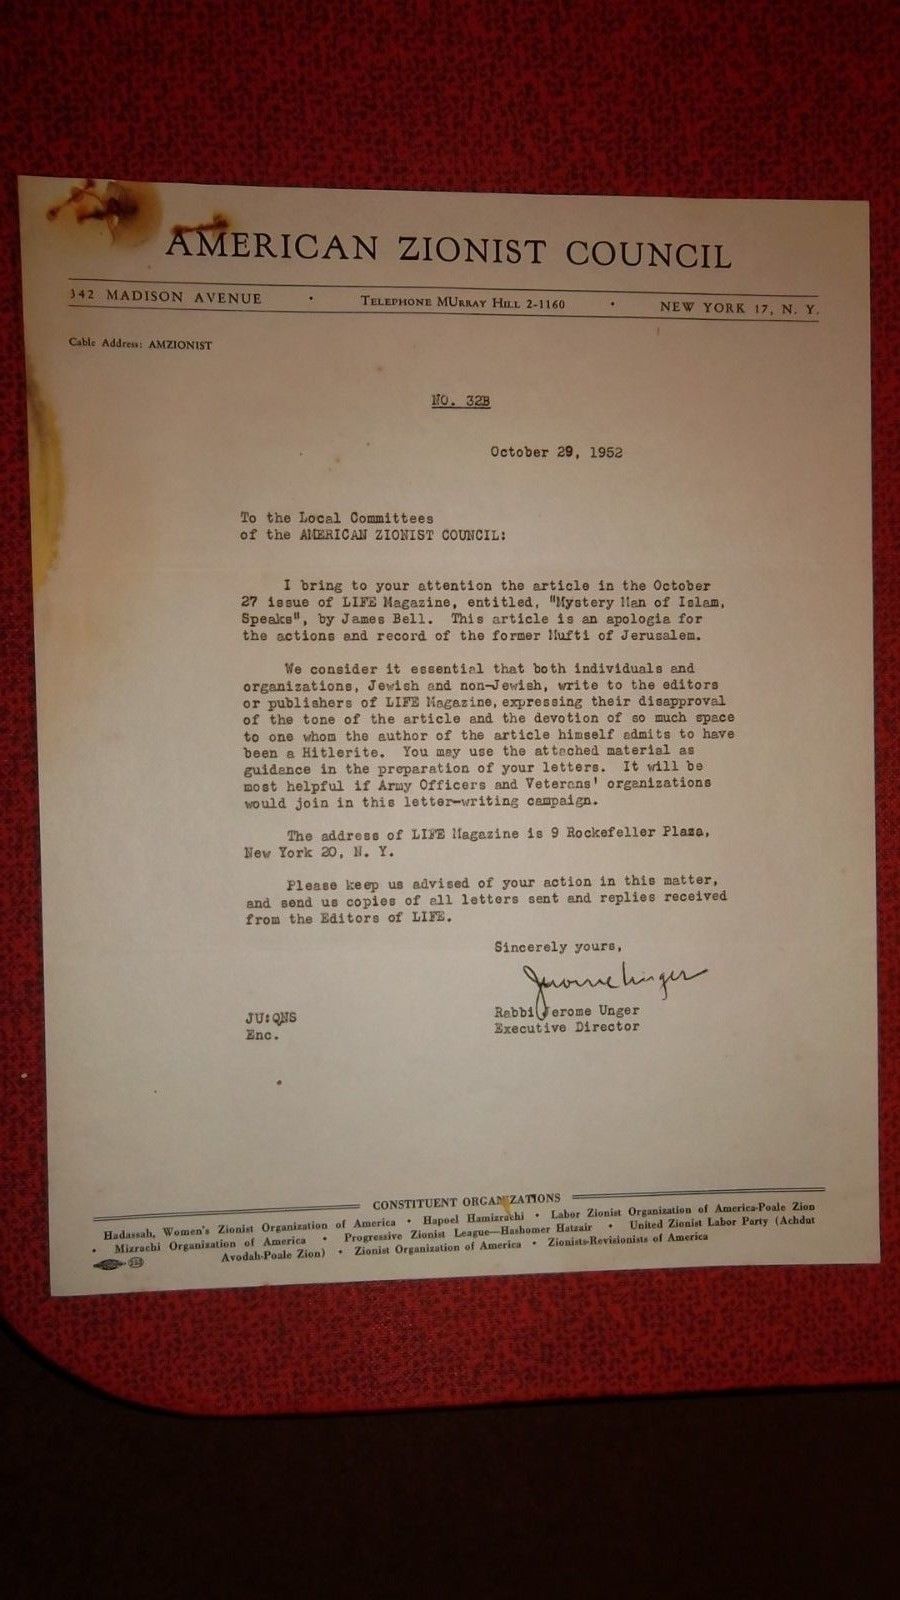 AMERICAN ZIONIST COUNCIL
342 MADISON AVENUE • TELEPHONE MURRAY HILL 2-1160 • NEW YORK 17, N. Y.
Cable Address: AMZIONIST
NO. 32B
October 29, 1952
To the Local Committees
of the AMERICAN ZIONIST COUNCIL:
I bring to your attention the article in the October
27 issue of LIFE Magazine, entitled, "Mystery Man of Islam,
Speaks", by James Bell. This article is an apologia for
the actions and record of the former Mufti of Jerusalem.
We consider it essential that both individuals and
organizations, Jewish and non-Jewish, write to the editors
or publishers of LIFE Magazine, expressing their disapproval
of the tone of the article and the devotion of so much space
to one whom the author of the article himself admits to have
been a Hitlerite. You may use the attached material as
guidance in the preparation of your letters. It will be
most helpful if Army Officers and Veterans' organizations
would join in this letter-writing campaign.
The address of LIFE Magazine is 9 Rockefeller Plaza,
New York 20, N. Y.
Please keep us advised of your action in this matter,
and send us copies of all letters sent and replies received
from the Editors of LIFE.
Sincerely yours,
Jerome Unger
Rabbi Jerome Unger
Executive Director
JU:QNS
Enc.
CONSTITUENT ORGANIZATIONS
Hadassah, Women's Zionist Organization of America • Hapoel Hamizrachi • Labor Zionist Organization of America-Poale Zion
• Mizrachi Organization of America • Progressive Zionist League—Hashomer Hatzair • United Zionist Labor Party (Achdut
Avodah-Poale Zion) • Zionist Organization of America • Zionists-Revisionists of America